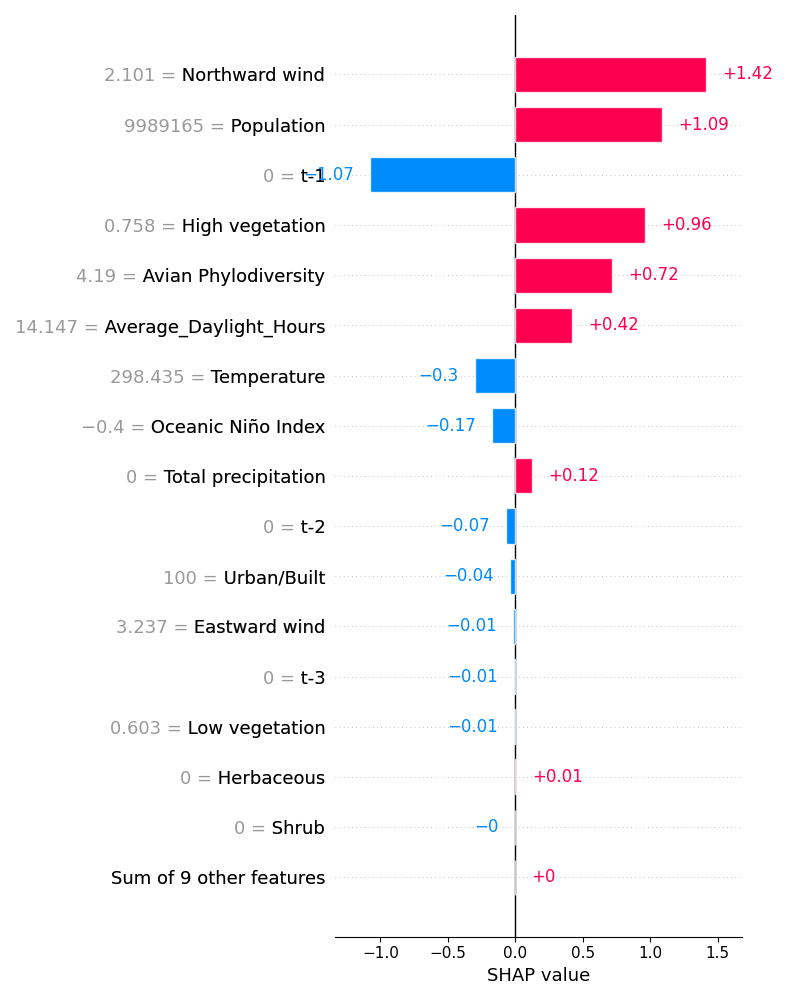 2.101 = Northward wind +1.42
9989165 = Population +1.09
0 = t-1 −1.07
0.758 = High vegetation +0.96
4.19 = Avian Phylodiversity +0.72
14.147 = Average_Daylight_Hours +0.42
298.435 = Temperature −0.3
−0.4 = Oceanic Niño Index −0.17
0 = Total precipitation +0.12
0 = t-2 −0.07
100 = Urban/Built −0.04
3.237 = Eastward wind −0.01
0 = t-3 −0.01
0.603 = Low vegetation −0.01
0 = Herbaceous +0.01
0 = Shrub −0
Sum of 9 other features +0
−1.0 −0.5 0.0 0.5 1.0 1.5
SHAP value